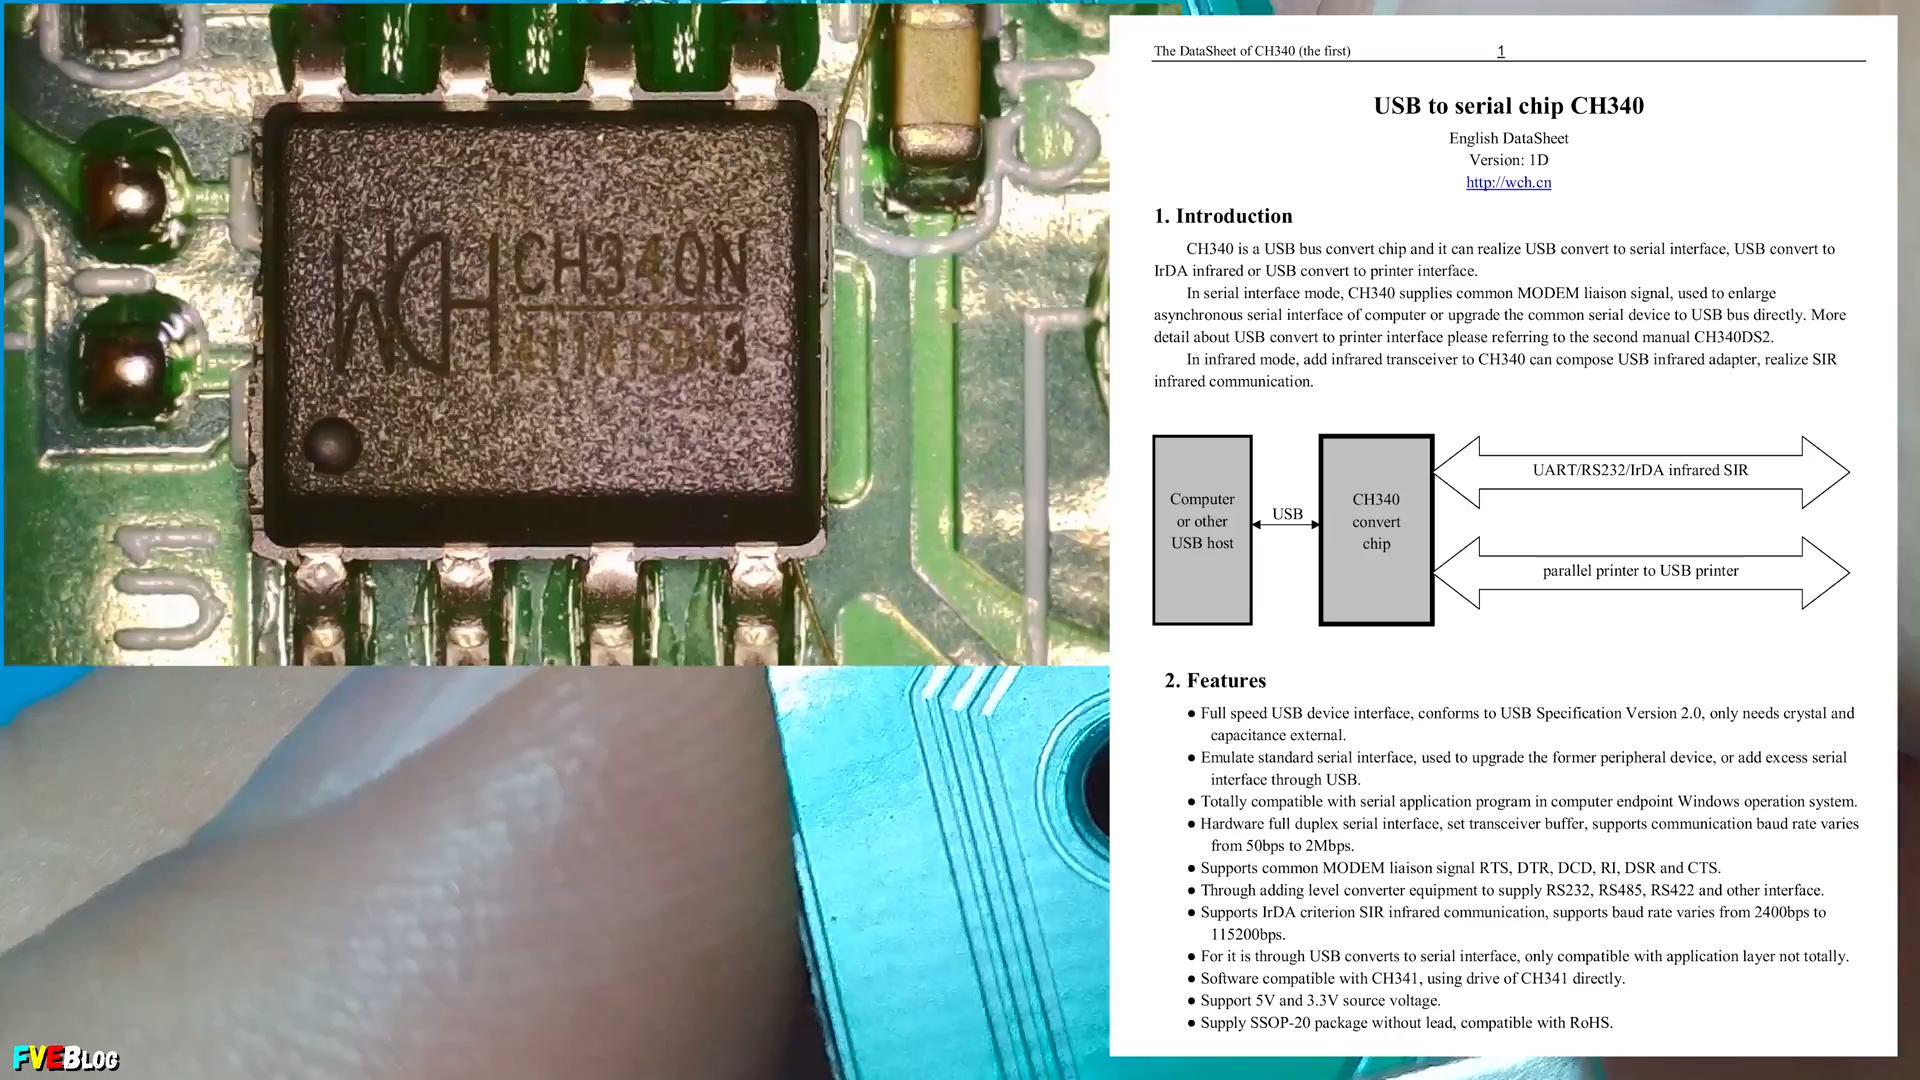 WCH
CH340N
U1
The DataSheet of CH340 (the first)
1
USB to serial chip CH340
English DataSheet
Version: 1D
http://wch.cn
1. Introduction
CH340 is a USB bus convert chip and it can realize USB convert to serial interface, USB convert to
IrDA infrared or USB convert to printer interface.
In serial interface mode, CH340 supplies common MODEM liaison signal, used to enlarge
asynchronous serial interface of computer or upgrade the common serial device to USB bus directly. More
detail about USB convert to printer interface please referring to the second manual CH340DS2.
In infrared mode, add infrared transceiver to CH340 can compose USB infrared adapter, realize SIR
infrared communication.
Computer
or other
USB host
USB
CH340
convert
chip
UART/RS232/IrDA infrared SIR
parallel printer to USB printer
2. Features
● Full speed USB device interface, conforms to USB Specification Version 2.0, only needs crystal and
capacitance external.
● Emulate standard serial interface, used to upgrade the former peripheral device, or add excess serial
interface through USB.
● Totally compatible with serial application program in computer endpoint Windows operation system.
● Hardware full duplex serial interface, set transceiver buffer, supports communication baud rate varies
from 50bps to 2Mbps.
● Supports common MODEM liaison signal RTS, DTR, DCD, RI, DSR and CTS.
● Through adding level converter equipment to supply RS232, RS485, RS422 and other interface.
● Supports IrDA criterion SIR infrared communication, supports baud rate varies from 2400bps to
115200bps.
● For it is through USB converts to serial interface, only compatible with application layer not totally.
● Software compatible with CH341, using drive of CH341 directly.
● Support 5V and 3.3V source voltage.
● Supply SSOP-20 package without lead, compatible with RoHS.
FVEBLOG